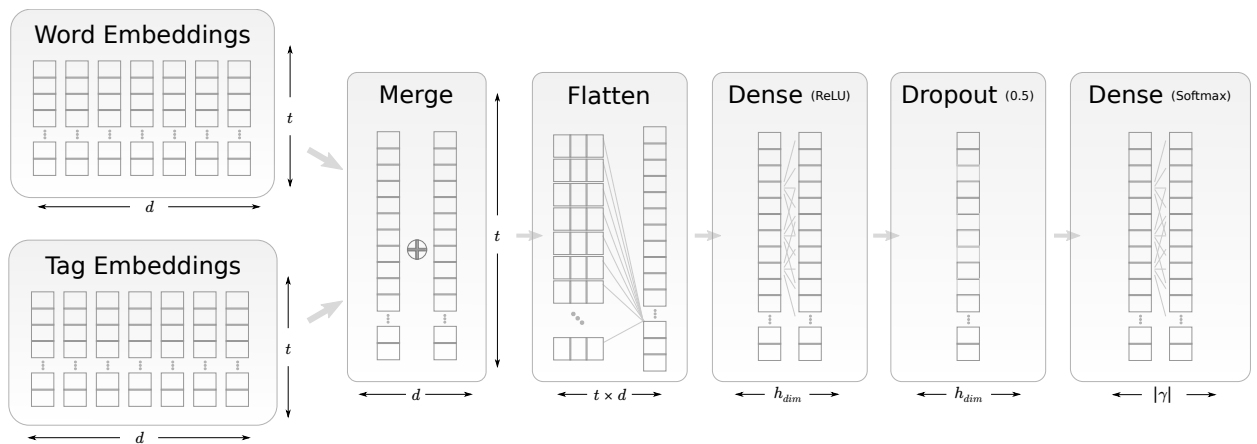 Word Embeddings
t
d
Tag Embeddings
t
d
Merge
t
d
Flatten
t × d
Dense (ReLU)
h_dim
Dropout (0.5)
h_dim
Dense (Softmax)
|γ|